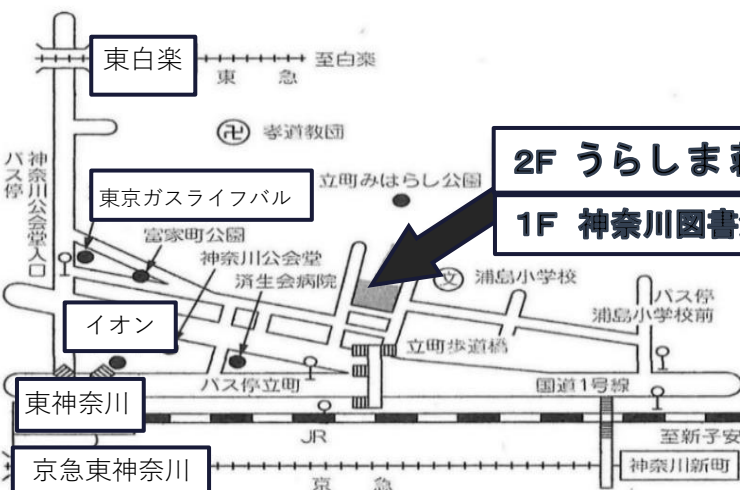 東白楽
至白楽
東急
卍 孝道教団
2F うらしま
1F 神奈川図書
立町みはらし公園
神奈川公会堂入口
バス停
東京ガスライフバル
富家町公園
神奈川公会堂
済生会病院
文 浦島小学校
バス停
浦島小学校前
イオン
立町歩道橋
バス停立町
国道1号線
東神奈川
JR
至新子安
京急東神奈川
京急
神奈川新町